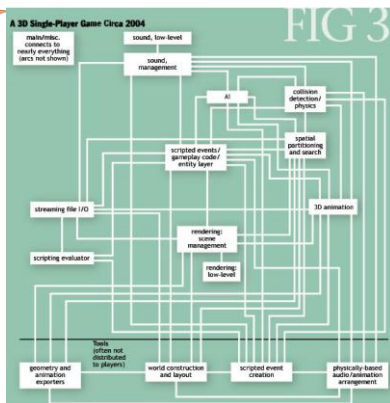 A 3D Single-Player Game Circa 2004
FIG 3
main/misc.
connects to
nearly everything
(arcs not shown)
sound, low-level
sound,
management
AI
collision
detection/
physics
spatial
partitioning
and search
scripted events/
gameplay code/
entity layer
streaming file I/O
3D animation
rendering:
scene
management
scripting evaluator
rendering:
low-level
Tools
(often not
distributed
to players)
geometry and
animation
exporters
world construction
and layout
scripted event
creation
physically-based
audio/animation
arrangement